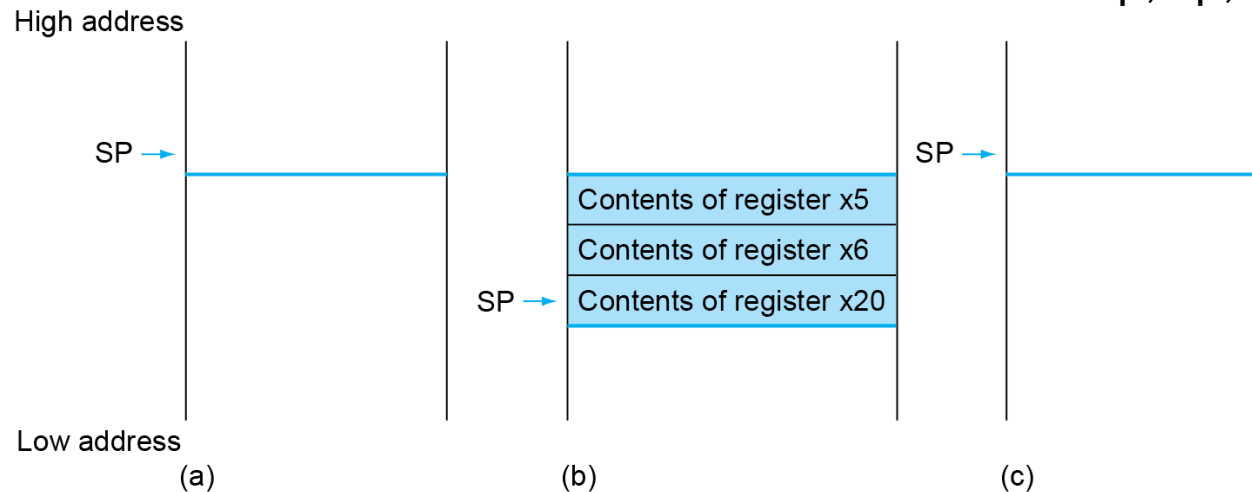 High address
SP
SP
Contents of register x5
Contents of register x6
SP
Contents of register x20
Low address
(a)
(b)
(c)